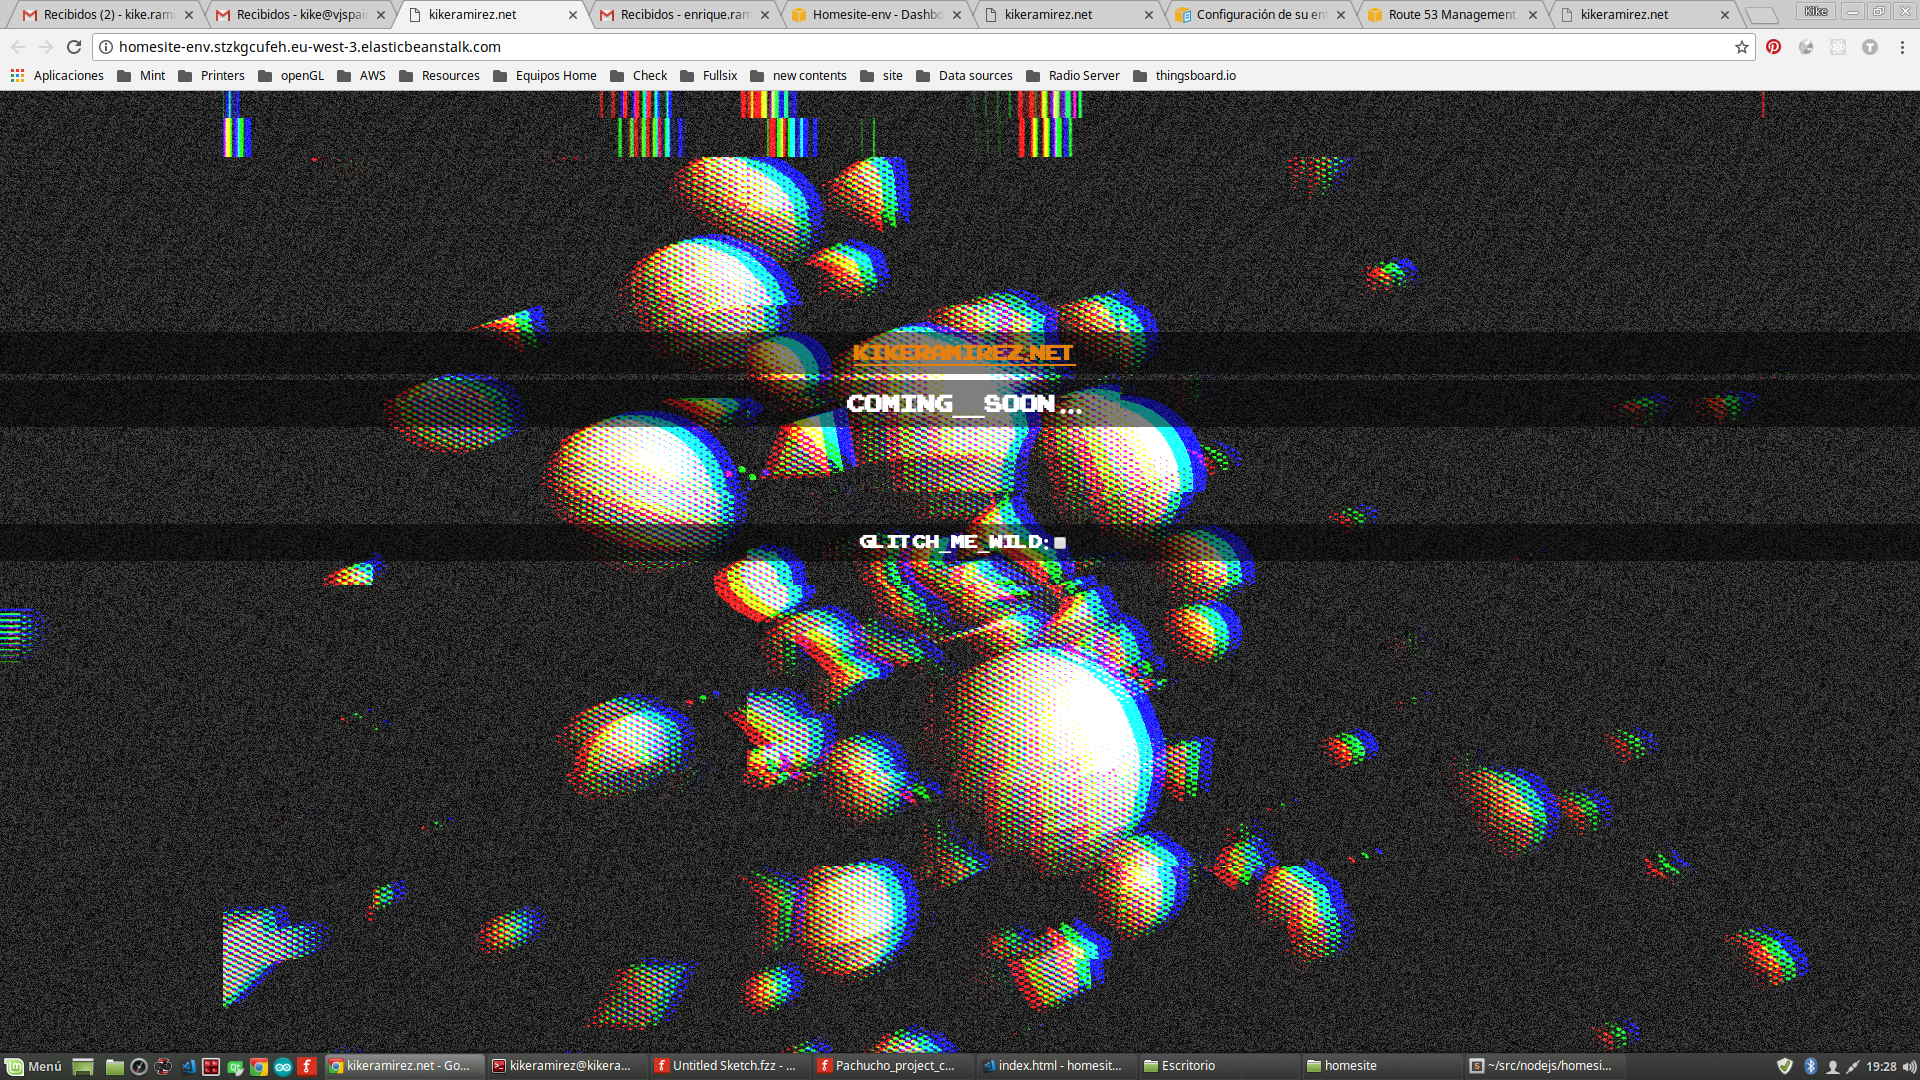 Recibidos (2) - kike.rami
Recibidos - kike@vjspai
kikeramirez.net
Recibidos - enrique.ram
Homesite-env - Dashbo
kikeramirez.net
Configuración de su en
Route 53 Management
kikeramirez.net
Kike
homesite-env.stzkgcufeh.eu-west-3.elasticbeanstalk.com
Aplicaciones Mint Printers openGL AWS Resources Equipos Home Check Fullsix new contents site Data sources Radio Server thingsboard.io
KIKERAMIREZ.NET
COMING__SOON...
GLITCH_ME_WILD:
Menú
kikeramirez.net - Go...
kikeramirez@kikera...
Untitled Sketch.fzz - ...
Pachucho_project_c...
index.html - homesit...
Escritorio
homesite
~/src/nodejs/homesi...
19:28